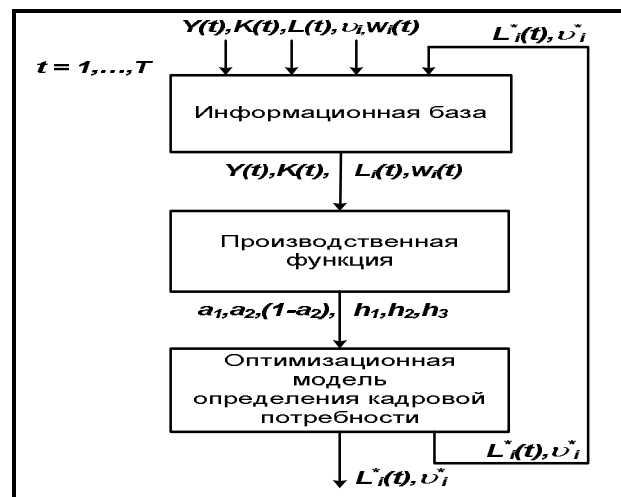 Y(t),K(t),L(t),υi,wi(t)
L*i(t),υ*i
t = 1,...,T
Информационная база
Y(t),K(t), Li(t),wi(t)
Производственная
функция
a1,a2,(1-a2), h1,h2,h3
Оптимизационная
модель
определения кадровой
потребности
L*i(t),υ*i
L*i(t),υ*i